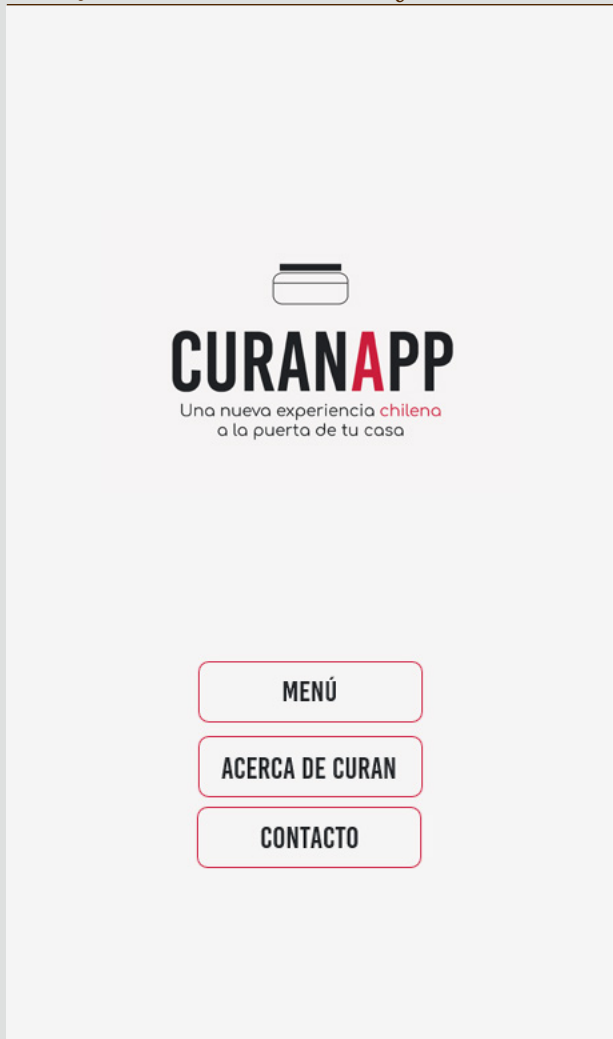 CURANAPP
Una nueva experiencia chilena
a la puerta de tu casa
MENÚ
ACERCA DE CURAN
CONTACTO